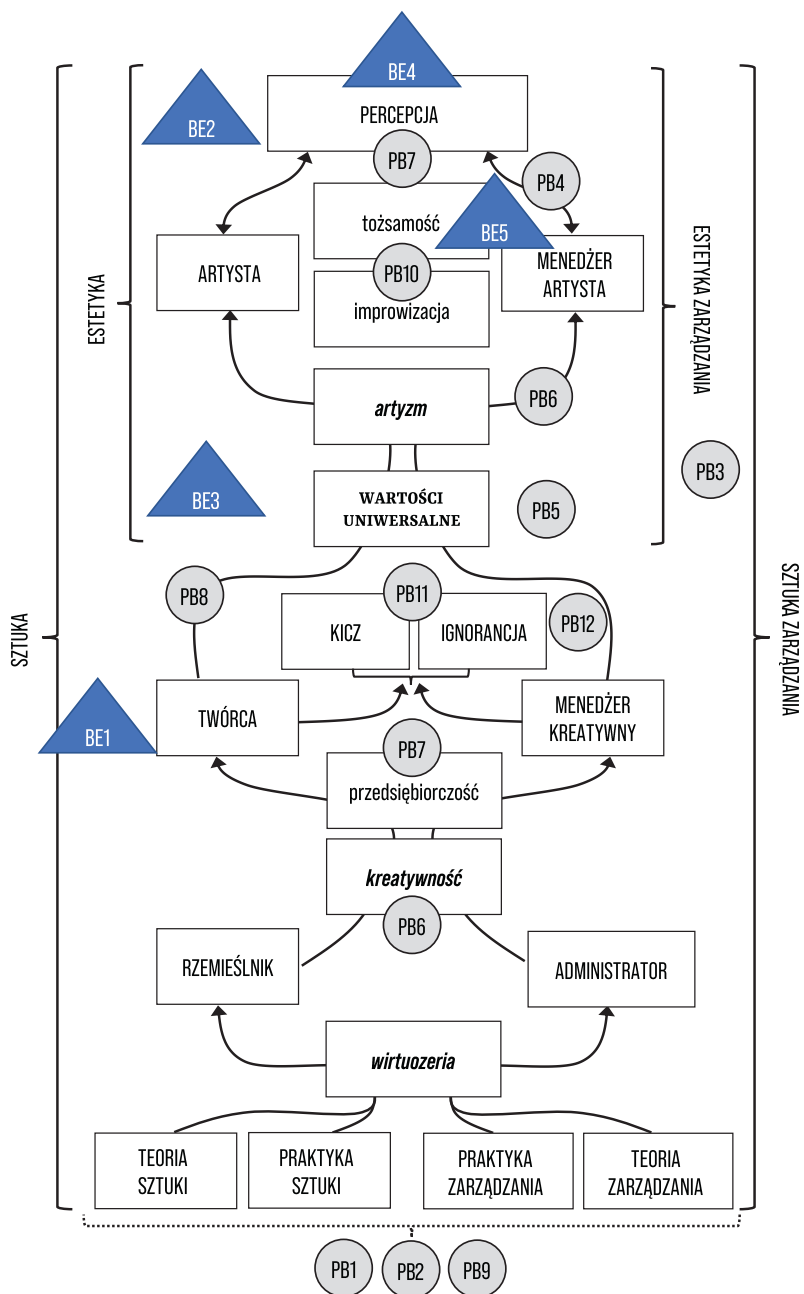 BE4
BE2
PERCEPCJA
PB7
PB4
tożsamość
BE5
ESTETYKA
ARTYSTA
PB10
MENEDŻER
ARTYSTA
ESTETYKA ZARZĄDZANIA
improwizacja
artyzm
PB6
BE3
WARTOŚCI
UNIWERSALNE
PB5
PB3
PB8
PB11
PB12
KICZ
IGNORANCJA
SZTUKA
SZTUKA ZARZĄDZANIA
BE1
TWÓRCA
MENEDŻER
KREATYWNY
PB7
przedsiębiorczość
kreatywność
PB6
RZEMIEŚLNIK
ADMINISTRATOR
wirtuozeria
TEORIA
SZTUKI
PRAKTYKA
SZTUKI
PRAKTYKA
ZARZĄDZANIA
TEORIA
ZARZĄDZANIA
PB1
PB2
PB9